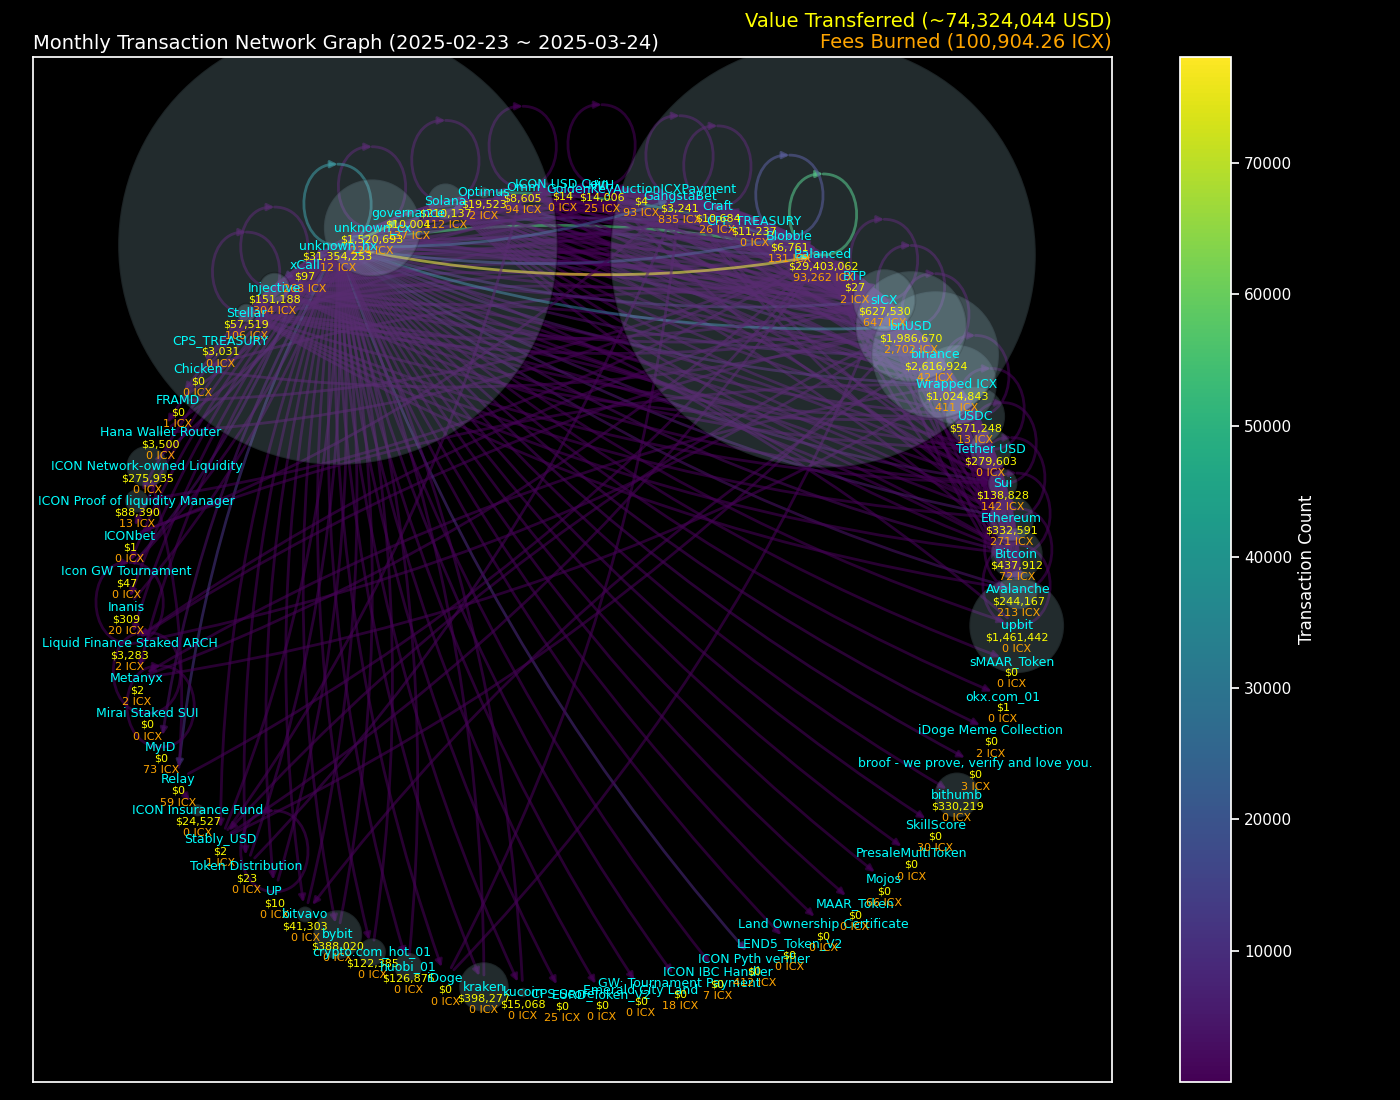 Value Transferred (~74,324,044 USD)
Monthly Transaction Network Graph (2025-02-23 ~ 2025-03-24)
Fees Burned (100,904.26 ICX)
governance
$10,004
Solana
$210,137
112 ICX
Optimus
$19,523
2 ICX
Omm
$8,605
94 ICX
ICON USD Coin
$14
0 ICX
$14,006
25 ICX
GoldenKeyAuctionICXPayment
$4
93 ICX
GangstaBet
$3,241
835 ICX
Craft
$10,684
26 ICX
CPS_TREASURY
$11,237
0 ICX
Blobble
$6,761
Balanced
$29,403,062
93,262 ICX
BTP
$27
2 ICX
sICX
$627,530
647 ICX
bnUSD
$1,986,670
2,702 ICX
binance
$2,616,924
42 ICX
Wrapped ICX
$1,024,843
411 ICX
USDC
$571,248
13 ICX
Tether USD
$279,603
0 ICX
Sui
$138,828
142 ICX
Ethereum
$332,591
271 ICX
Bitcoin
$437,912
72 ICX
Avalanche
$244,167
213 ICX
upbit
$1,461,442
0 ICX
sMAAR_Token
$0
0 ICX
okx.com_01
$1
0 ICX
iDoge Meme Collection
$0
2 ICX
broof - we prove, verify and love you.
$0
3 ICX
bithumb
$330,219
0 ICX
SkillScore
$0
30 ICX
PresaleMultiToken
$0
0 ICX
Mojos
$0
MAAR_Token
$0
0 ICX
Land Ownership Certificate
$0
0 ICX
LEND5_Token_V2
$0
0 ICX
ICON Pyth verifier
$0
412 ICX
ICON IBC Handler
$0
7 ICX
GW: Tournament Payment
$0
18 ICX
Emerald City Land
$0
0 ICX
$0
0 ICX
$0
25 ICX
kucoin
$15,068
0 ICX
kraken
$398,277
0 ICX
iDoge
$0
0 ICX
huobi_01
$126,875
0 ICX
crypto.com_hot_01
$122,385
0 ICX
bybit
$388,020
0 ICX
bitvavo
$41,303
0 ICX
UP
$10
0 ICX
Token Distribution
$23
0 ICX
Stably_USD
$2
1 ICX
ICON Insurance Fund
$24,527
0 ICX
Relay
$0
59 ICX
MyID
$0
73 ICX
Mirai Staked SUI
$0
0 ICX
Metanyx
$2
2 ICX
Liquid Finance Staked ARCH
$3,283
2 ICX
Inanis
$309
20 ICX
Icon GW Tournament
$47
0 ICX
ICONbet
$1
0 ICX
ICON Proof of liquidity Manager
$88,390
13 ICX
ICON Network-owned Liquidity
$275,935
0 ICX
Hana Wallet Router
$3,500
0 ICX
FRAMD
$0
1 ICX
Chicken
$0
0 ICX
CPS_TREASURY
$3,031
0 ICX
Stellar
$57,519
106 ICX
Injective
$151,188
304 ICX
xCall
$97
unknown_hx
$31,354,253
12 ICX
unknown_cx
$1,520,693
70000
60000
50000
40000
30000
20000
10000
Transaction Count